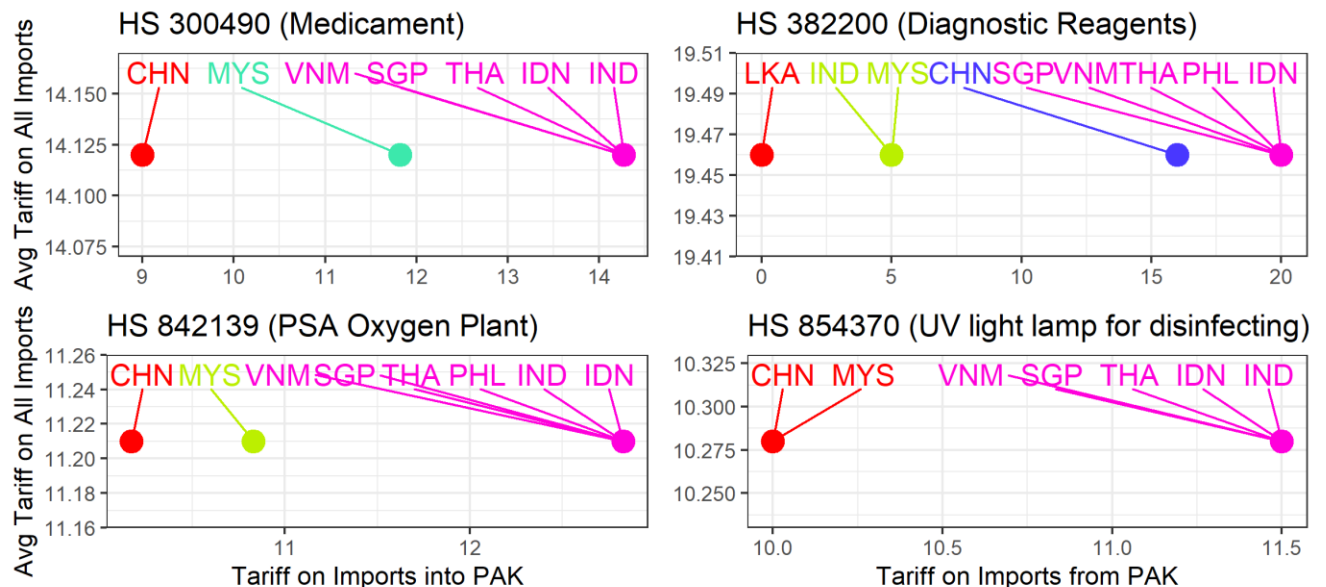 HS 300490 (Medicament)
Avg Tariff on All Imports
CHN MYS VNM SGP THA IDN IND
14.150
14.125
14.100
14.075
9 10 11 12 13 14
HS 382200 (Diagnostic Reagents)
LKA IND MYS CHN SGP VNM THA PHL IDN
19.51
19.49
19.47
19.45
19.43
19.41
0 5 10 15 20
HS 842139 (PSA Oxygen Plant)
Avg Tariff on All Imports
CHN MYS VNM SGP THA PHL IND IDN
11.26
11.24
11.22
11.20
11.18
11.16
11 12
Tariff on Imports into PAK
HS 854370 (UV light lamp for disinfecting)
CHN MYS VNM SGP THA IDN IND
10.325
10.300
10.275
10.250
10.0 10.5 11.0 11.5
Tariff on Imports from PAK